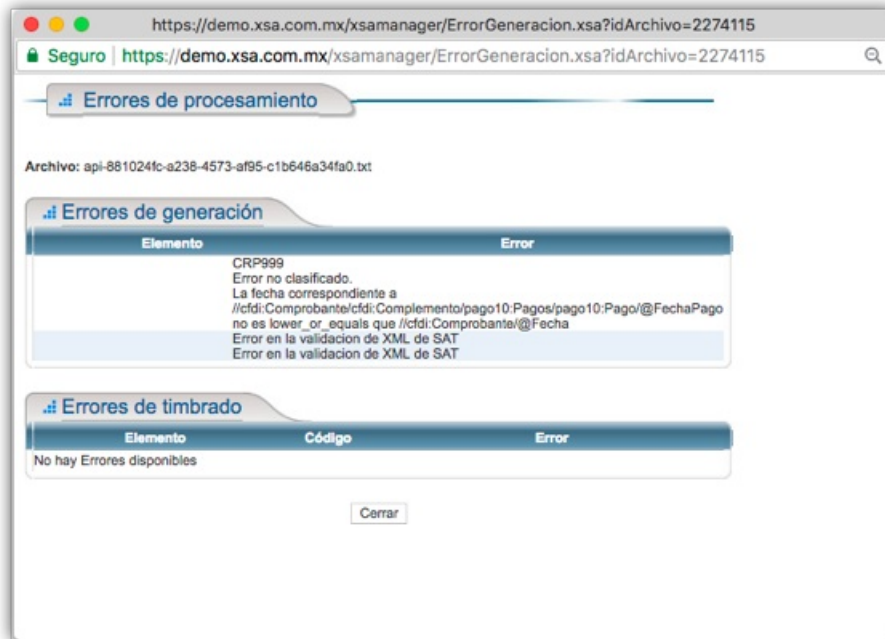 https://demo.xsa.com.mx/xsamanager/ErrorGeneracion.xsa?idArchivo=2274115
Seguro | https://demo.xsa.com.mx/xsamanager/ErrorGeneracion.xsa?idArchivo=2274115
Errores de procesamiento
Archivo: api-881024fc-a238-4573-af95-c1b646a34fa0.txt
Errores de generación
Elemento Error
CRP999
Error no clasificado.
La fecha correspondiente a
//cfdi:Comprobante/cfdi:Complemento/pago10:Pagos/pago10:Pago/@FechaPago
no es lower_or_equals que //cfdi:Comprobante/@Fecha
Error en la validacion de XML de SAT
Error en la validacion de XML de SAT
Errores de timbrado
Elemento Código Error
No hay Errores disponibles
Cerrar